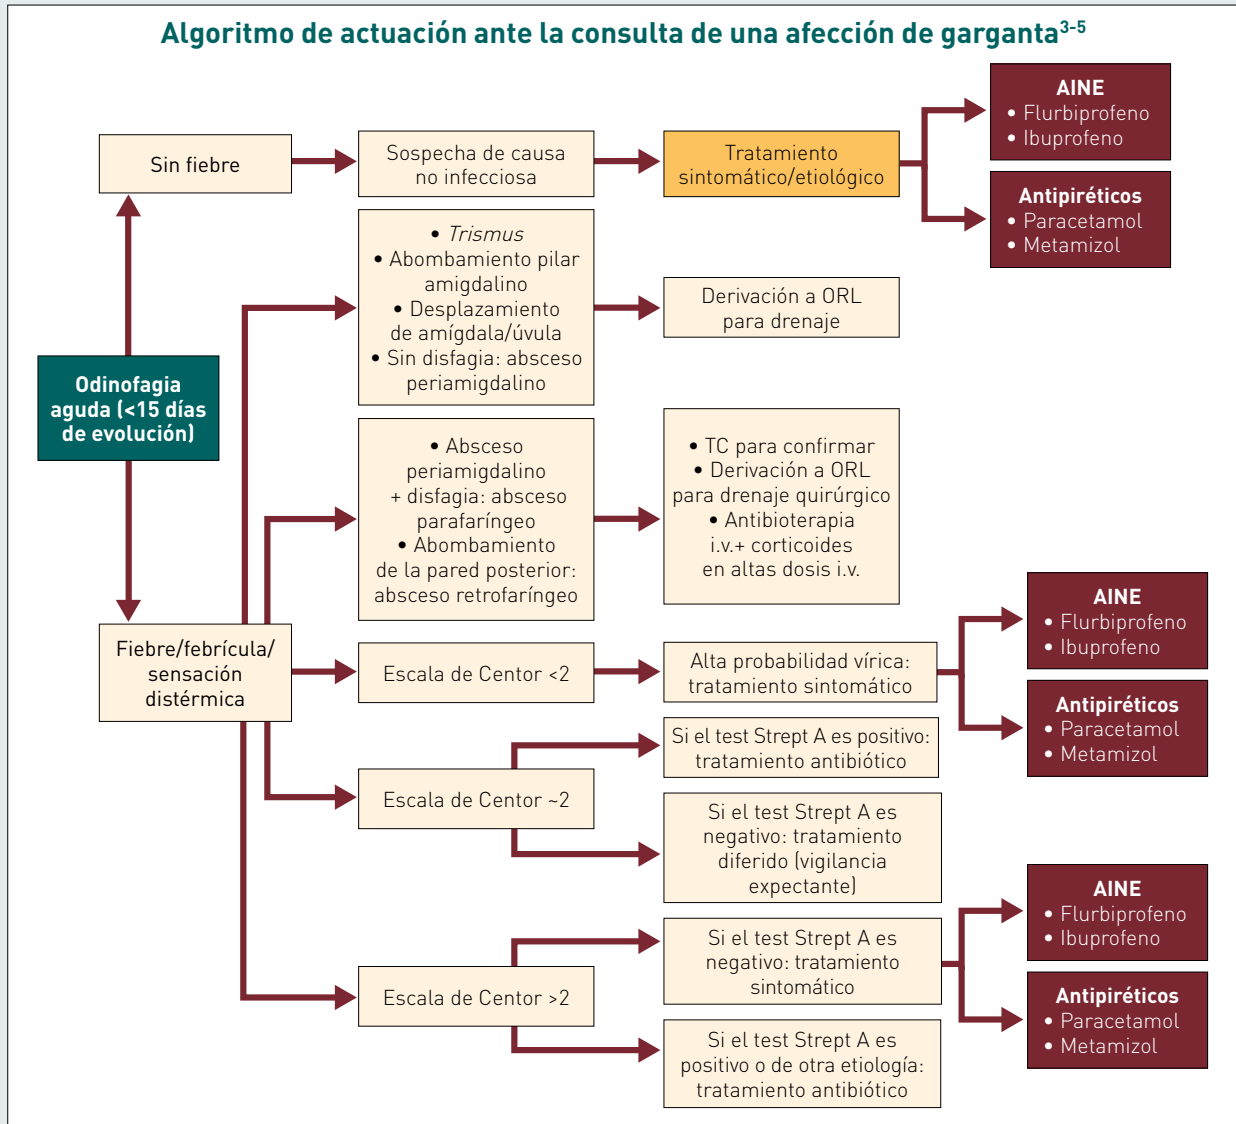 Algoritmo de actuación ante la consulta de una afección de garganta3-5
Sin fiebre
Sospecha de causa
no infecciosa
Tratamiento
sintomático/etiológico
AINE
• Flurbiprofeno
• Ibuprofeno
Antipiréticos
• Paracetamol
• Metamizol
• Trismus
• Abombamiento pilar
amigdalino
• Desplazamiento
de amígdala/úvula
• Sin disfagia: absceso
periamigdalino
Derivación a ORL
para drenaje
Odinofagia
aguda (<15 días
de evolución)
• Absceso
periamigdalino
+ disfagia: absceso
parafaríngeo
• Abombamiento
de la pared posterior:
absceso retrofaríngeo
• TC para confirmar
• Derivación a ORL
para drenaje quirúrgico
• Antibioterapia
i.v.+ corticoides
en altas dosis i.v.
Fiebre/febrícula/
sensación
distérmica
Escala de Centor <2
Alta probabilidad vírica:
tratamiento sintomático
AINE
• Flurbiprofeno
• Ibuprofeno
Antipiréticos
• Paracetamol
• Metamizol
Escala de Centor ~2
Si el test Strept A es positivo:
tratamiento antibiótico
Si el test Strept A es
negativo: tratamiento
diferido (vigilancia
expectante)
Escala de Centor >2
Si el test Strept A es
negativo: tratamiento
sintomático
AINE
• Flurbiprofeno
• Ibuprofeno
Antipiréticos
• Paracetamol
• Metamizol
Si el test Strept A es
positivo o de otra etiología:
tratamiento antibiótico